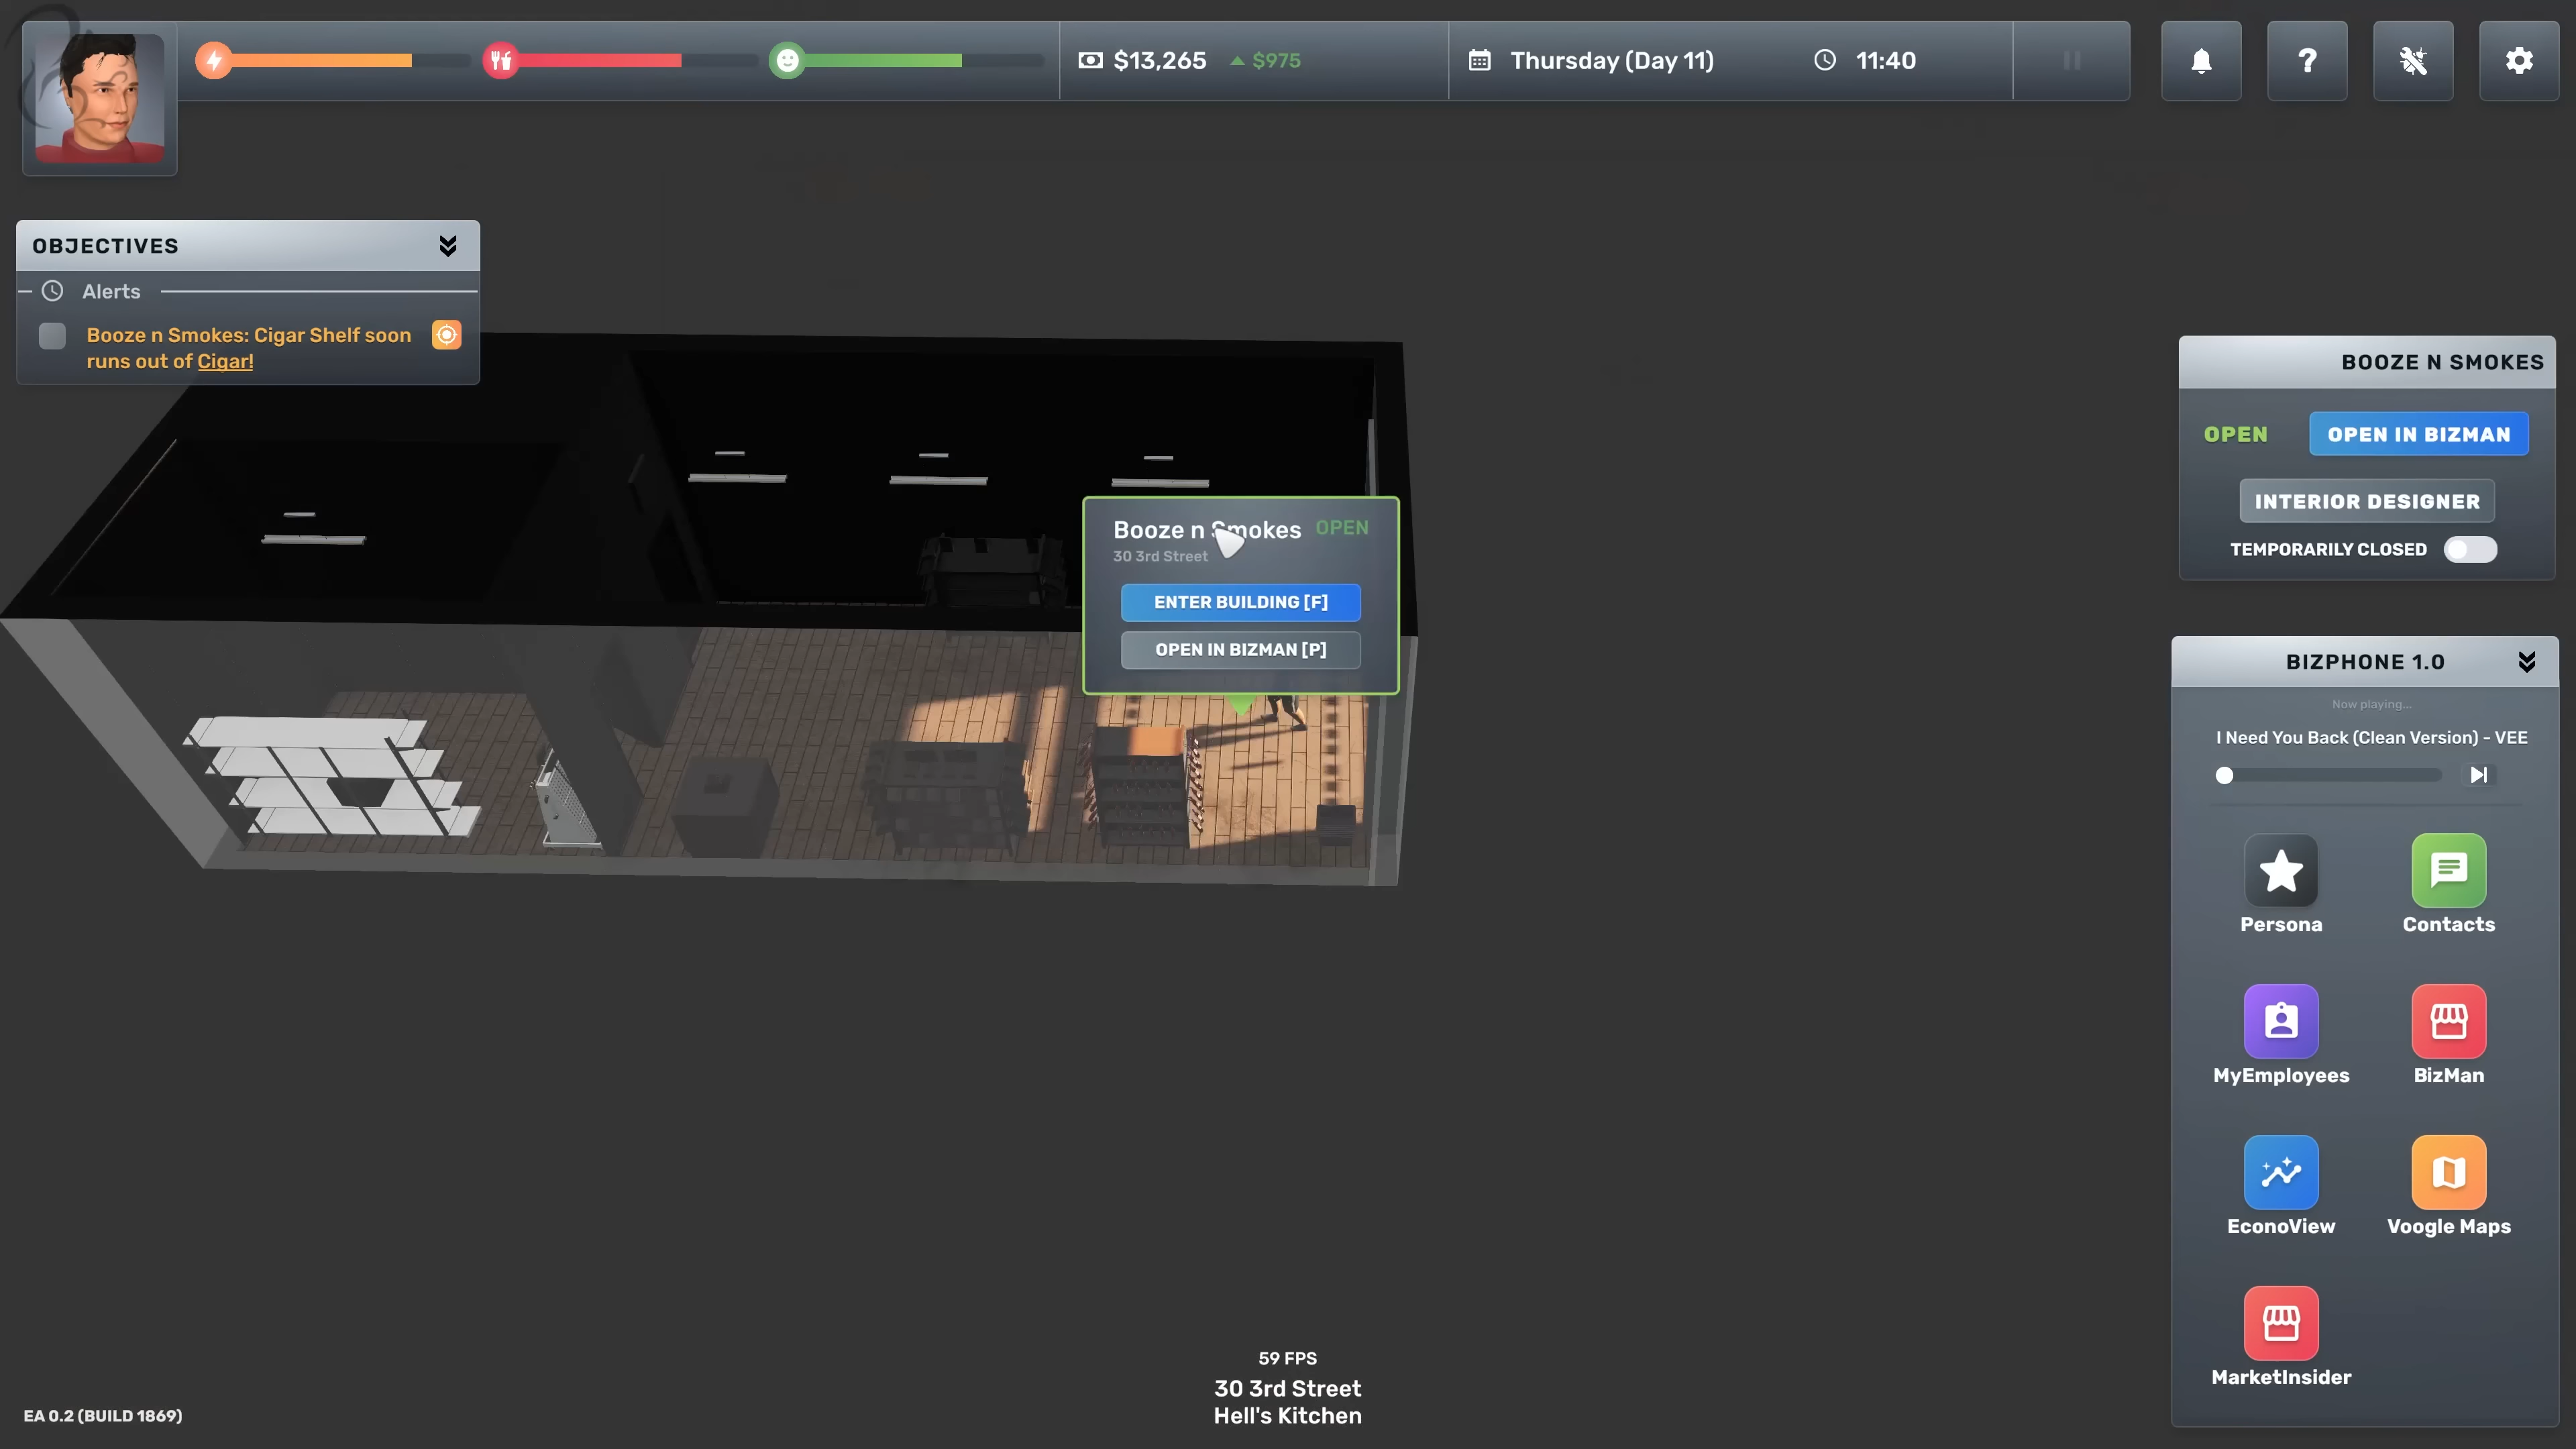 $13,265
$975
Thursday (Day 11)
11:40
?
OBJECTIVES
Alerts
Booze n Smokes: Cigar Shelf soon
runs out of Cigar!
Booze n Smokes OPEN
30 3rd Street
ENTER BUILDING [F]
OPEN IN BIZMAN [P]
BOOZE N SMOKES
OPEN
OPEN IN BIZMAN
INTERIOR DESIGNER
TEMPORARILY CLOSED
BIZPHONE 1.0
Now playing...
I Need You Back (Clean Version) - VEE
Persona
Contacts
MyEmployees
BizMan
EconoView
Voogle Maps
MarketInsider
59 FPS
30 3rd Street
Hell's Kitchen
EA 0.2 (BUILD 1869)